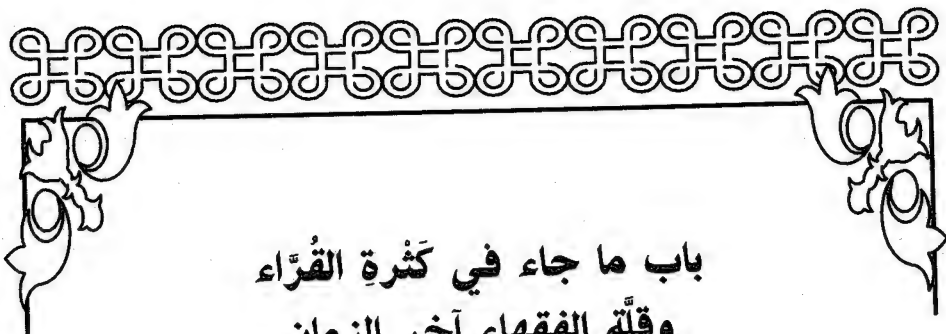 باب ما جاء في كَثْرةِ القُرَّاء
وقلَّة الفقهاء آخر الزمان